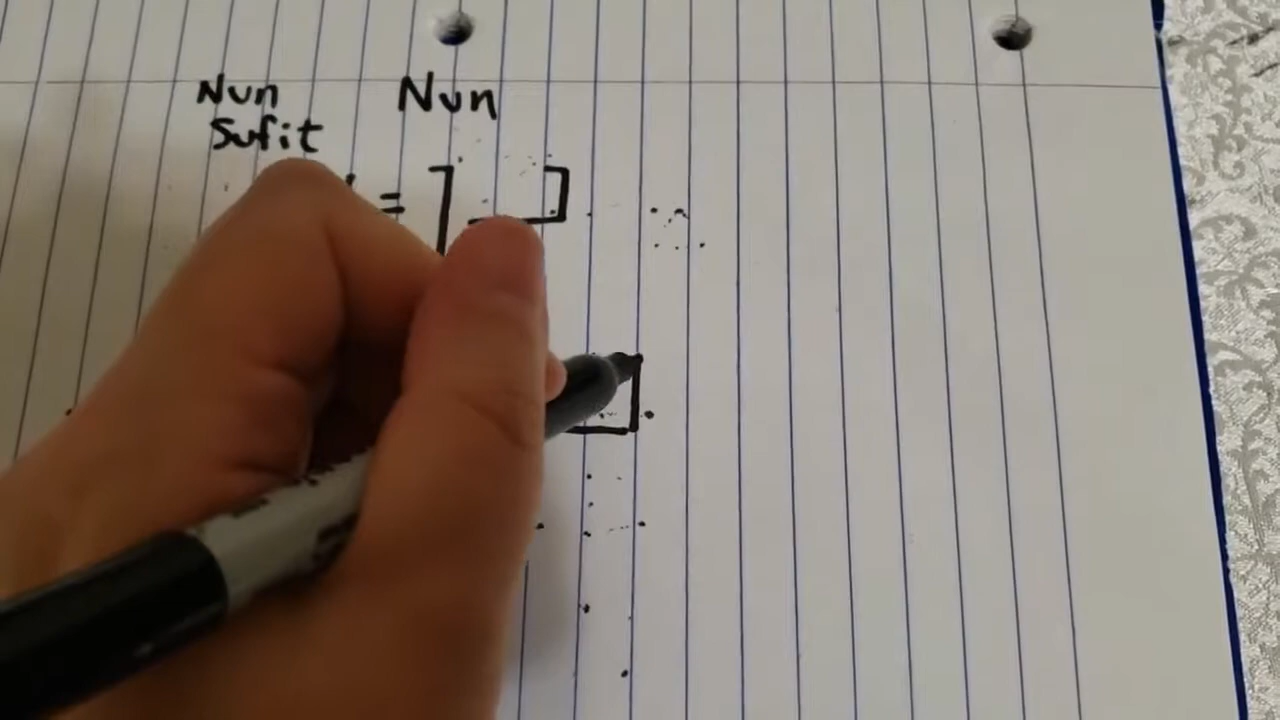 Nun
Sufit
Nun
נ ן =